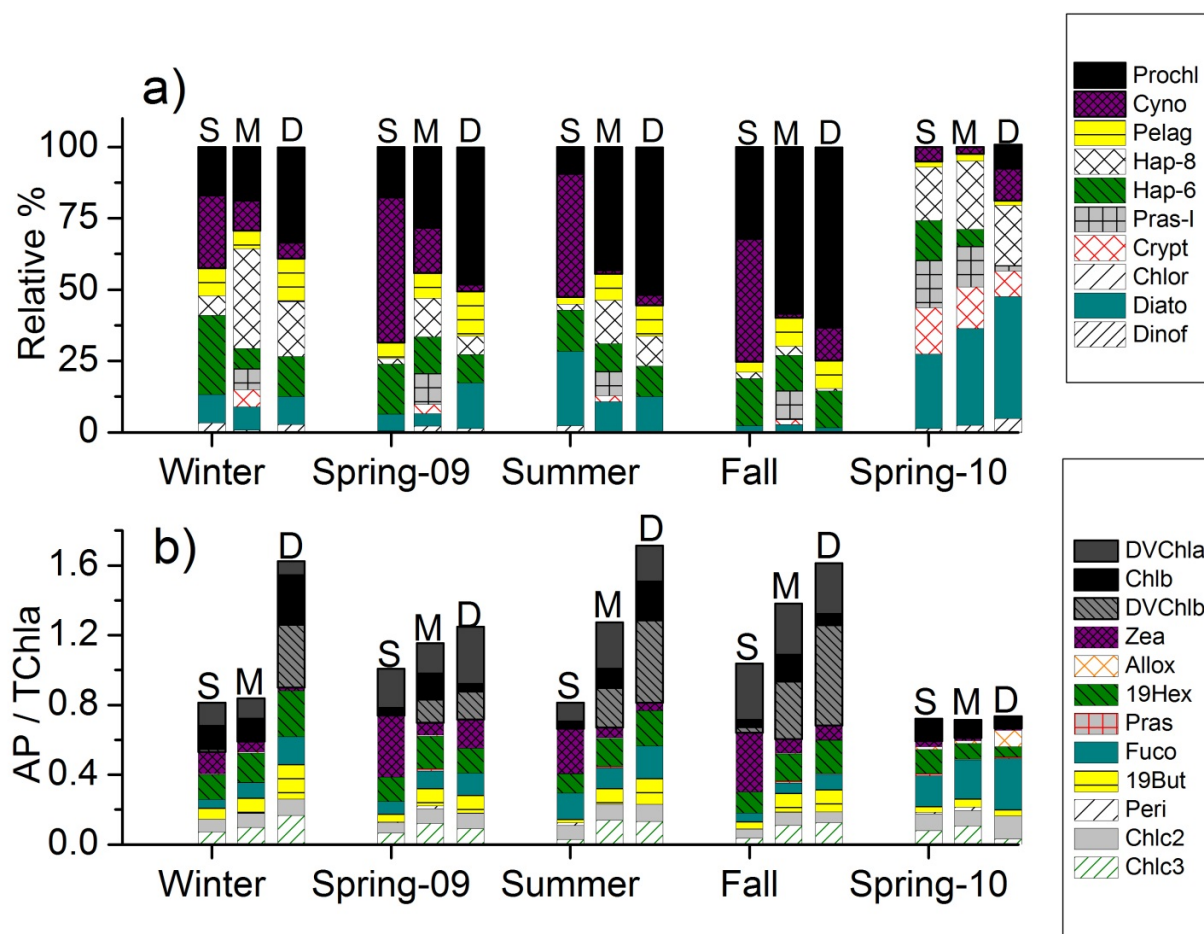 a)
Relative %
100
75
50
25
0
S M D
S M D
S M D
S M D
S M D
Winter Spring-09 Summer Fall Spring-10
Prochl
Cyno
Pelag
Hap-8
Hap-6
Pras-I
Crypt
Chlor
Diato
Dinof
b)
AP / TChla
1.6
1.2
0.8
0.4
0.0
S M D
S M D
S M D
S M D
S M D
Winter Spring-09 Summer Fall Spring-10
DVChla
Chlb
DVChlb
Zea
Allox
19Hex
Pras
Fuco
19But
Peri
Chlc2
Chlc3